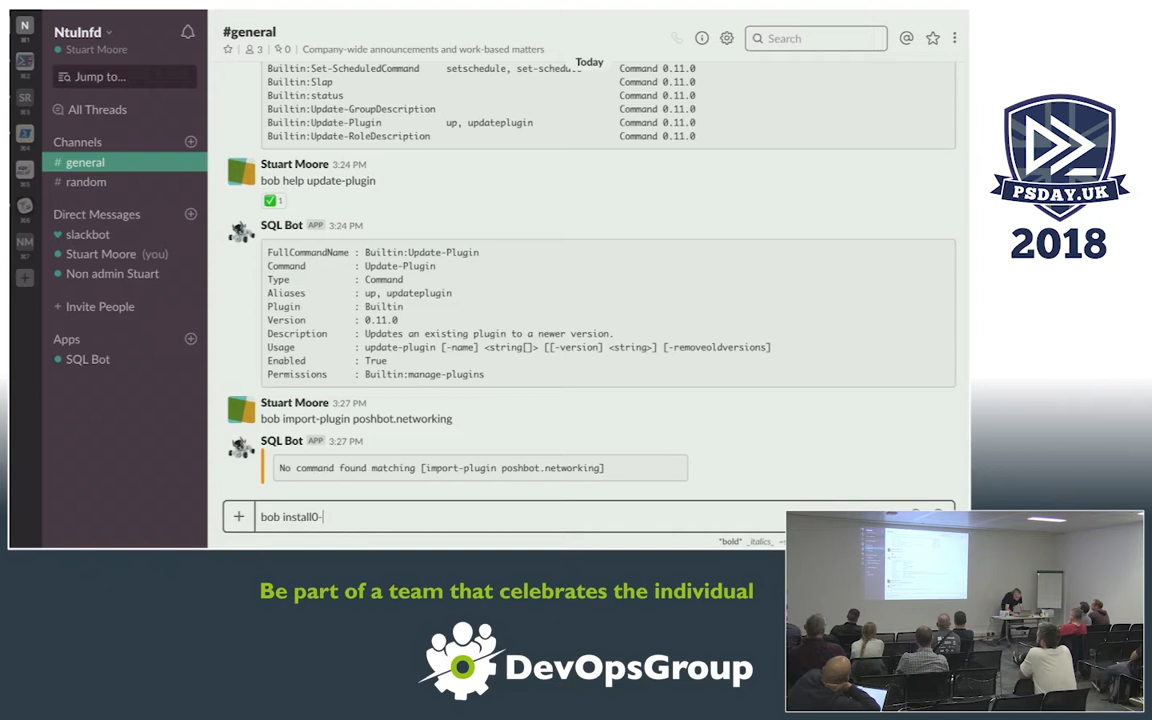 N
NtuInfd
Stuart Moore
Jump to...
All Threads
Channels
# general
# random
Direct Messages
slackbot
Stuart Moore (you)
Non admin Stuart
+ Invite People
Apps
SQL Bot
SR
NM
#general
3
0
Company-wide announcements and work-based matters
Search
Today
Builtin:Set-ScheduledCommand setschedule, set-schedule Command 0.11.0
Builtin:Slap Command 0.11.0
Builtin:status Command 0.11.0
Builtin:Update-GroupDescription Command 0.11.0
Builtin:Update-Plugin up, updateplugin Command 0.11.0
Builtin:Update-RoleDescription Command 0.11.0
Stuart Moore 3:24 PM
bob help update-plugin
1
SQL Bot APP 3:24 PM
FullCommandName : Builtin:Update-Plugin
Command : Update-Plugin
Type : Command
Aliases : up, updateplugin
Plugin : Builtin
Version : 0.11.0
Description : Updates an existing plugin to a newer version.
Usage : update-plugin [-name] <string[]> [[-version] <string>] [-removeoldversions]
Enabled : True
Permissions : Builtin:manage-plugins
Stuart Moore 3:27 PM
bob import-plugin poshbot.networking
SQL Bot APP 3:27 PM
No command found matching [import-plugin poshbot.networking]
bob install0-
*bold* _italics_
PSDAY.UK
2018
Be part of a team that celebrates the individual
DevOpsGroup